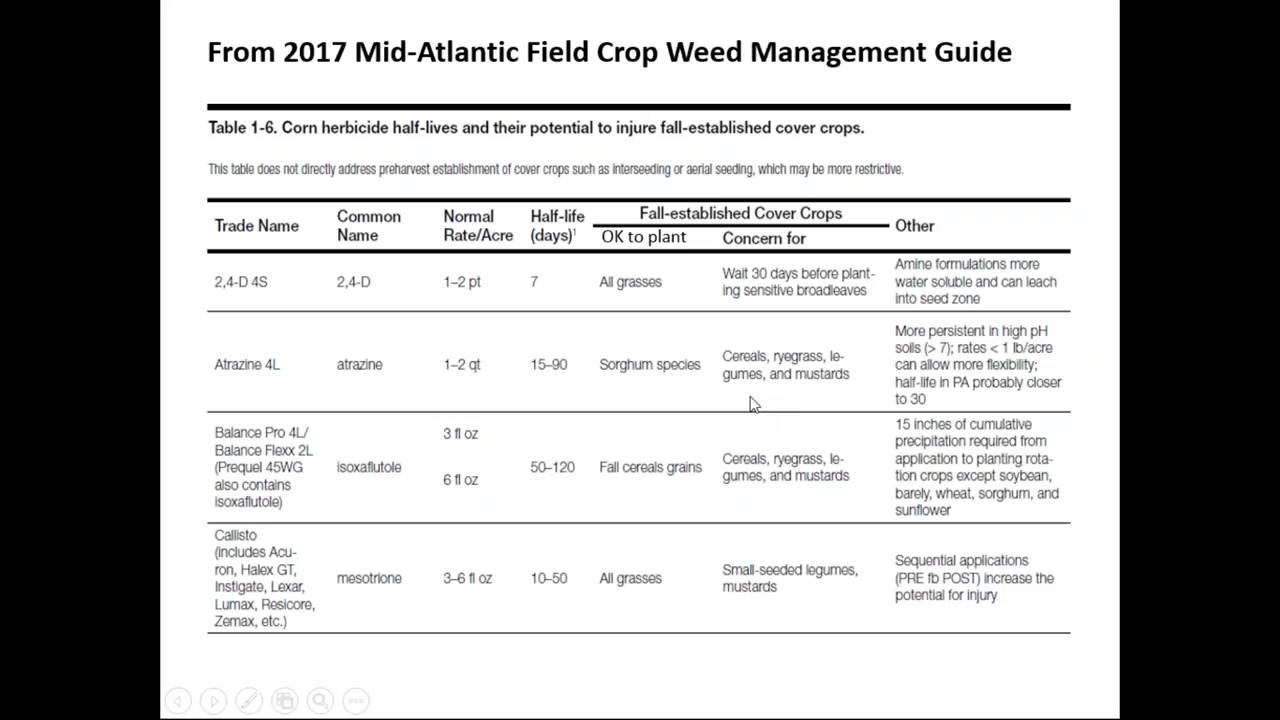 From 2017 Mid-Atlantic Field Crop Weed Management Guide
Table 1-6. Corn herbicide half-lives and their potential to injure fall-established cover crops.
This table does not directly address preharvest establishment of cover crops such as interseeding or aerial seeding, which may be more restrictive.
Trade Name
Common
Name
Normal
Rate/Acre
Half-life
(days)¹
Fall-established Cover Crops
OK to plant
Concern for
Other
2,4-D 4S
2,4-D
1–2 pt
7
All grasses
Wait 30 days before plant-
ing sensitive broadleaves
Amine formulations more
water soluble and can leach
into seed zone
Atrazine 4L
atrazine
1–2 qt
15–90
Sorghum species
Cereals, ryegrass, le-
gumes, and mustards
More persistent in high pH
soils (> 7); rates < 1 lb/acre
can allow more flexibility;
half-life in PA probably closer
to 30
Balance Pro 4L/
Balance Flexx 2L
(Prequel 45WG
also contains
isoxaflutole)
isoxaflutole
3 fl oz
6 fl oz
50–120
Fall cereals grains
Cereals, ryegrass, le-
gumes, and mustards
15 inches of cumulative
precipitation required from
application to planting rota-
tion crops except soybean,
barely, wheat, sorghum, and
sunflower
Callisto
(includes Acu-
ron, Halex GT,
Instigate, Lexar,
Lumax, Resicore,
Zemax, etc.)
mesotrione
3–6 fl oz
10–50
All grasses
Small-seeded legumes,
mustards
Sequential applications
(PRE fb POST) increase the
potential for injury